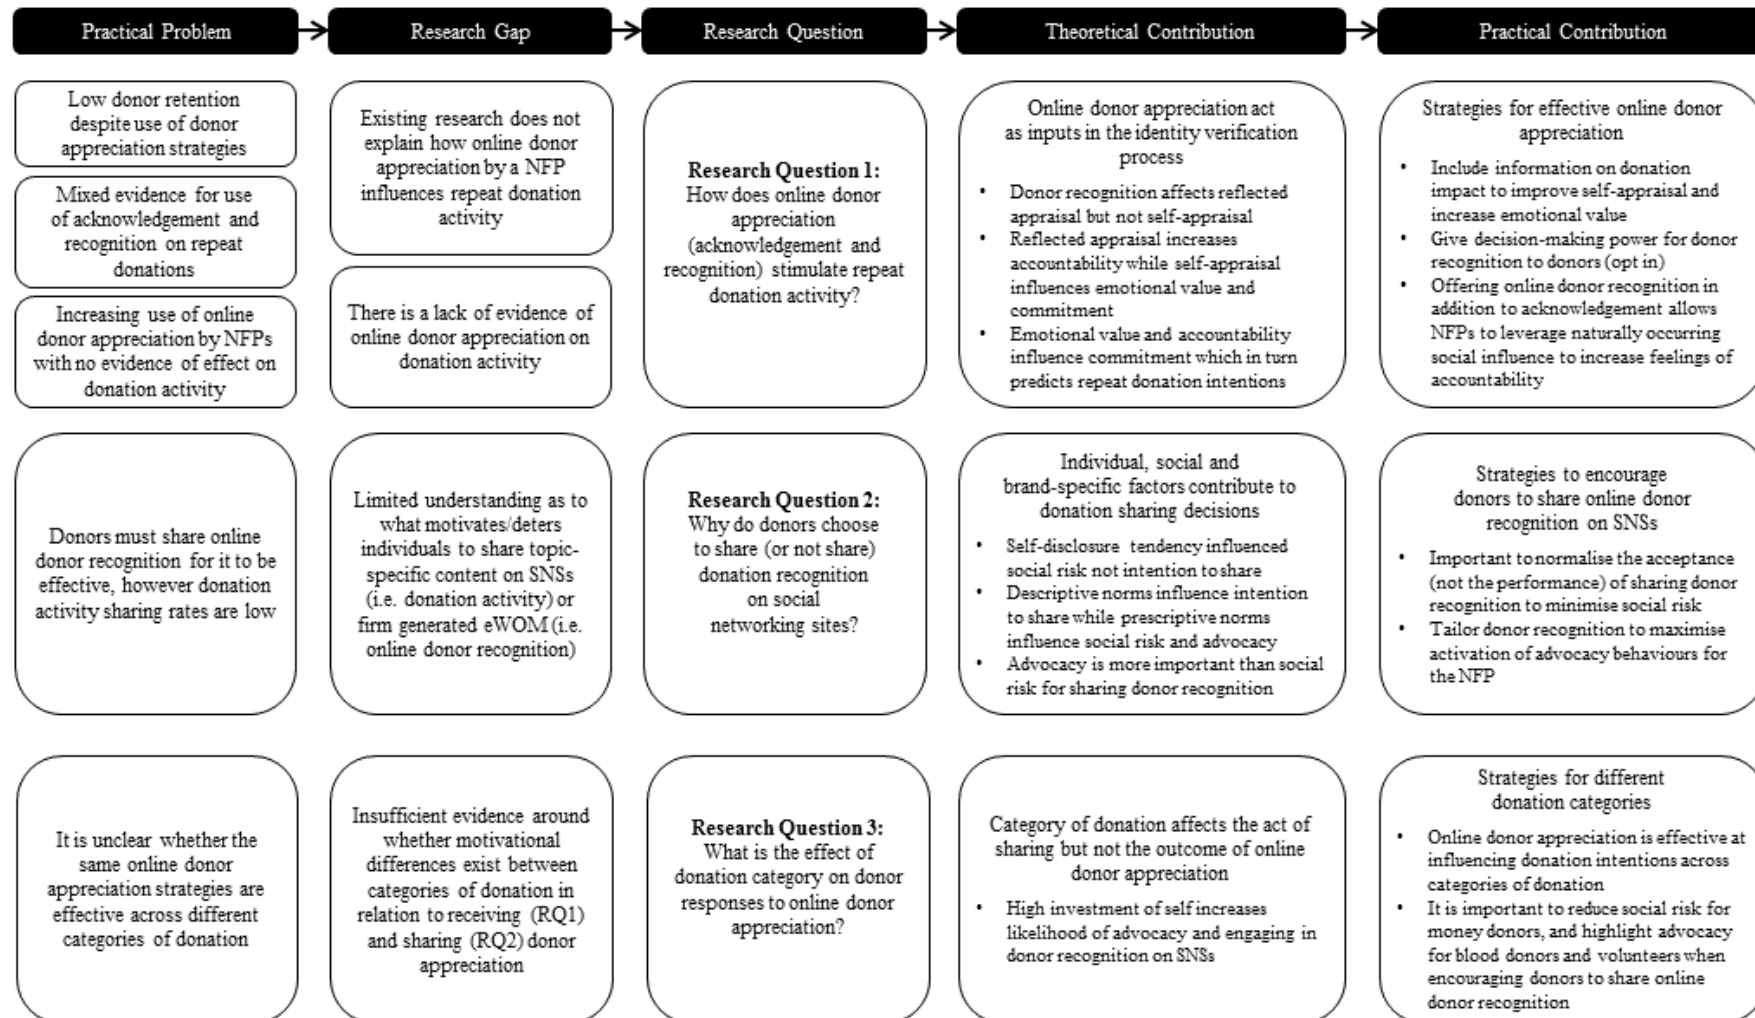 Practical Problem
Research Gap
Research Question
Theoretical Contribution
Practical Contribution
Low donor retention
despite use of donor
appreciation strategies
Mixed evidence for use
of acknowledgement and
recognition on repeat
donations
Increasing use of online
donor appreciation by NFPs
with no evidence of effect on
donation activity
Existing research does not
explain how online donor
appreciation by a NFP
influences repeat donation
activity
There is a lack of evidence of
online donor appreciation on
donation activity
Research Question 1:
How does online donor
appreciation
(acknowledgement and
recognition) stimulate repeat
donation activity?
Online donor appreciation act
as inputs in the identity verification
process
• Donor recognition affects reflected
appraisal but not self-appraisal
• Reflected appraisal increases
accountability while self-appraisal
influences emotional value and
commitment
• Emotional value and accountability
influence commitment which in turn
predicts repeat donation intentions
Strategies for effective online donor
appreciation
• Include information on donation
impact to improve self-appraisal and
increase emotional value
• Give decision-making power for donor
recognition to donors (opt in)
• Offering online donor recognition in
addition to acknowledgement allows
NFPs to leverage naturally occurring
social influence to increase feelings of
accountability
Donors must share online
donor recognition for it to be
effective, however donation
activity sharing rates are low
Limited understanding as to
what motivates/deters
individuals to share topic-
specific content on SNSs
(i.e. donation activity) or
firm generated eWOM (i.e.
online donor recognition)
Research Question 2:
Why do donors choose
to share (or not share)
donation recognition
on social
networking sites?
Individual, social and
brand-specific factors contribute to
donation sharing decisions
• Self-disclosure tendency influenced
social risk not intention to share
• Descriptive norms influence intention
to share while prescriptive norms
influence social risk and advocacy
• Advocacy is more important than social
risk for sharing donor recognition
Strategies to encourage
donors to share online donor
recognition on SNSs
• Important to normalise the acceptance
(not the performance) of sharing donor
recognition to minimise social risk
• Tailor donor recognition to maximise
activation of advocacy behaviours for
the NFP
It is unclear whether the
same online donor
appreciation strategies are
effective across different
categories of donation
Insufficient evidence around
whether motivational
differences exist between
categories of donation in
relation to receiving (RQ1)
and sharing (RQ2) donor
appreciation
Research Question 3:
What is the effect of
donation category on donor
responses to online donor
appreciation?
Category of donation affects the act of
sharing but not the outcome of online
donor appreciation
• High investment of self increases
likelihood of advocacy and engaging in
donor recognition on SNSs
Strategies for different
donation categories
• Online donor appreciation is effective at
influencing donation intentions across
categories of donation
• It is important to reduce social risk for
money donors, and highlight advocacy
for blood donors and volunteers when
encouraging donors to share online
donor recognition